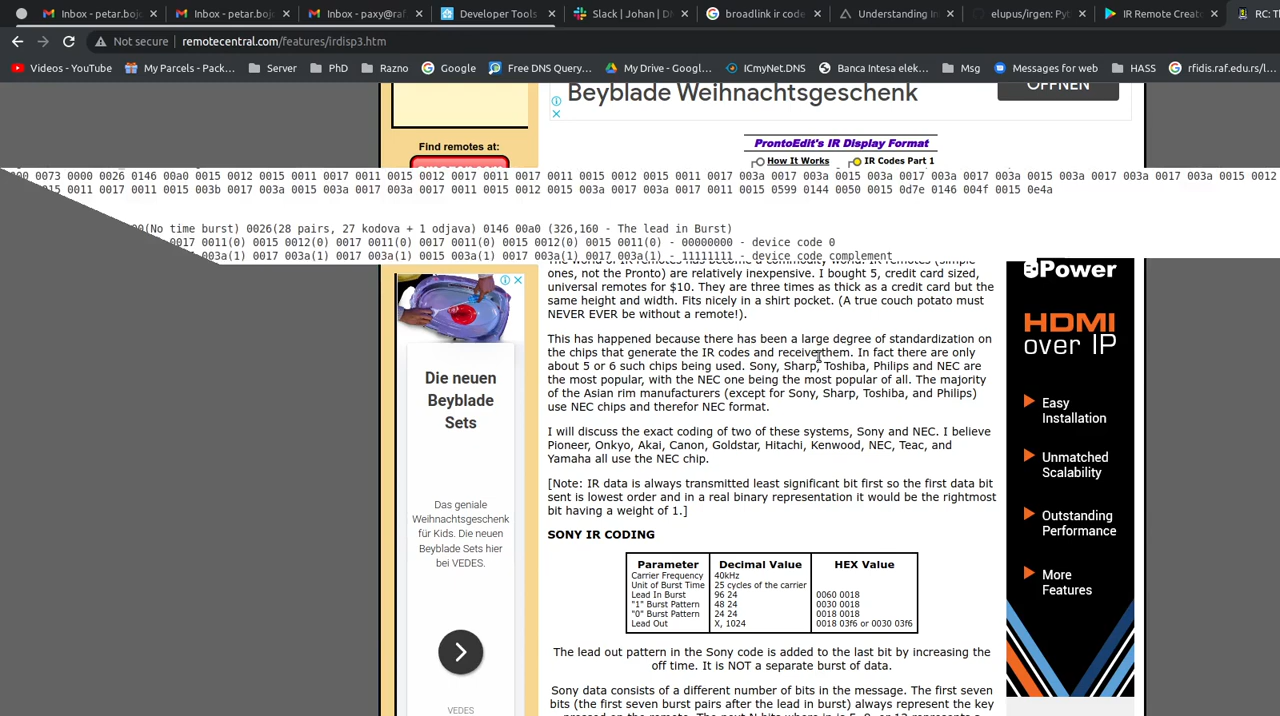 Inbox - petar.boj
Inbox - petar.boj
Inbox - paxy@raf
Developer Tools
Slack | Johan | D
broadlink ir code
Understanding In
elupus/irgen: Pyt
IR Remote Create
RC: Th
Not secure | remotecentral.com/features/irdisp3.htm
Videos - YouTube
My Parcels - Pack...
Server
PhD
Razno
Google
Free DNS Query...
My Drive - Googl...
ICmyNet.DNS
Banca Intesa elek...
Msg
Messages for web
HASS
rfidis.raf.edu.rs/l...
Beyblade Weihnachtsgeschenk
ÖFFNEN
Find remotes at:
ProntoEdit's IR Display Format
How It Works
IR Codes Part 1
000 0073 0000 0026 0146 00a0 0015 0012 0015 0011 0017 0011 0015 0012 0017 0011 0017 0011 0015 0012 0015 0011 0017 003a 0017 003a 0015 003a 0017 003a 0017 003a 0015 003a 0017 003a 0017 003a 0015 0012
015 0011 0017 0011 0015 003b 0017 003a 0017 003a 0017 0011 0015 0012 0015 003a 0017 003a 0017 0011 0015 0599 0144 0050 0015 0d7e 0146 004f 0015 0e4a
00(No time burst) 0026(28 pairs, 27 kodova + 1 odjava) 0146 00a0 (326,160 - The lead in Burst)
0017 0011(0) 0015 0012(0) 0017 0011(0) 0017 0011(0) 0015 0012(0) 0015 0011(0) - 00000000 - device code 0
003a(1) 0017 003a(1) 0017 003a(1) 0015 003a(1) 0017 003a(1) 0017 003a(1) - 11111111 - device code complement
ones, not the Pronto) are relatively inexpensive. I bought 5, credit card sized,
universal remotes for $10. They are three times as thick as a credit card but the
same height and width. Fits nicely in a shirt pocket. (A true couch potato must
NEVER EVER be without a remote!).
This has happened because there has been a large degree of standardization on
the chips that generate the IR codes and receive them. In fact there are only
about 5 or 6 such chips being used. Sony, Sharp, Toshiba, Philips and NEC are
the most popular, with the NEC one being the most popular of all. The majority
of the Asian rim manufacturers (except for Sony, Sharp, Toshiba, and Philips)
use NEC chips and therefor NEC format.
I will discuss the exact coding of two of these systems, Sony and NEC. I believe
Pioneer, Onkyo, Akai, Canon, Goldstar, Hitachi, Kenwood, NEC, Teac, and
Yamaha all use the NEC chip.
[Note: IR data is always transmitted least significant bit first so the first data bit
sent is lowest order and in a real binary representation it would be the rightmost
bit having a weight of 1.]
SONY IR CODING
Parameter Decimal Value HEX Value
Carrier Frequency 40kHz
Unit of Burst Time 25 cycles of the carrier
Lead In Burst 96 24 0060 0018
"1" Burst Pattern 48 24 0030 0018
"0" Burst Pattern 24 24 0018 0018
Lead Out X, 1024 0018 03f6 or 0030 03f6
The lead out pattern in the Sony code is added to the last bit by increasing the
off time. It is NOT a separate burst of data.
Sony data consists of a different number of bits in the message. The first seven
bits (the first seven burst pairs after the lead in burst) always represent the key
Die neuen
Beyblade
Sets
Das geniale
Weihnachtsgeschenk
für Kids. Die neuen
Beyblade Sets hier
bei VEDES.
VEDES
Power
HDMI
over IP
Easy
Installation
Unmatched
Scalability
Outstanding
Performance
More
Features